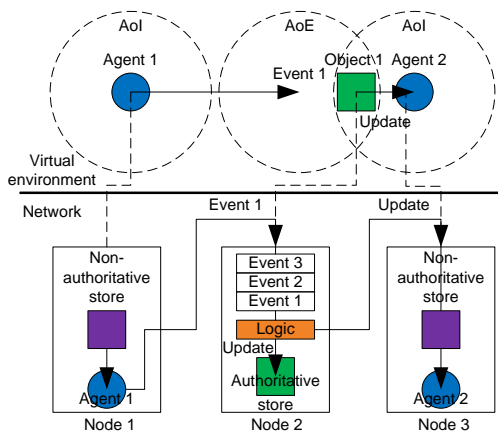 AoI
AoE
AoI
Agent 1
Object 1
Agent 2
Event 1
Update
Virtual
environment
Network
Event 1
Update
Non-
authoritative
store
Agent 1
Node 1
Event 3
Event 2
Event 1
Logic
Update
Authoritative
store
Node 2
Non-
authoritative
store
Agent 2
Node 3